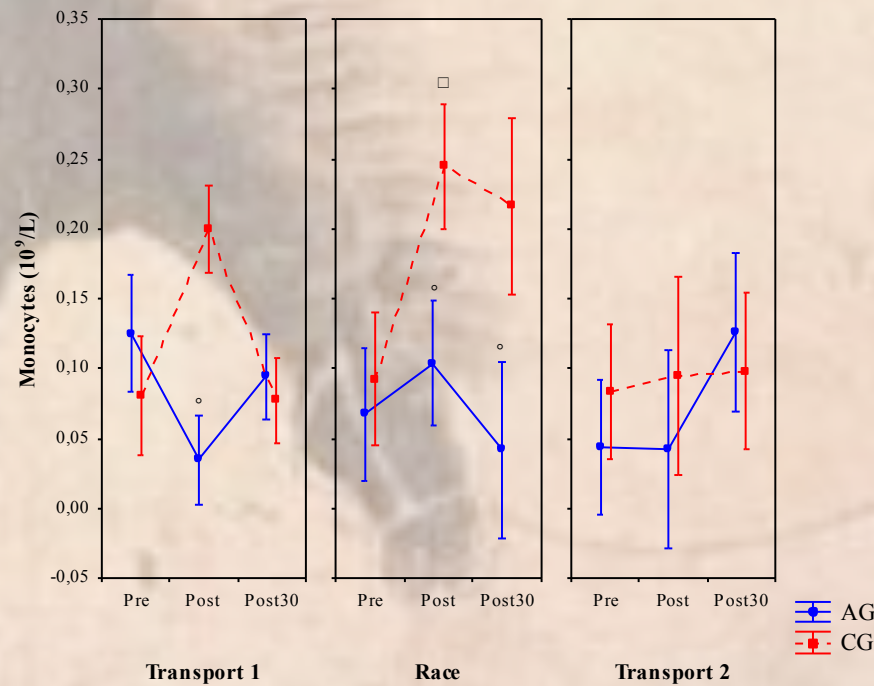 Monocytes (10⁹/L)
0,35
0,30
0,25
0,20
0,15
0,10
0,05
0,00
-0,05
Pre Post Post30
Pre Post Post30
Pre Post Post30
Transport 1 Race Transport 2
AG
CG